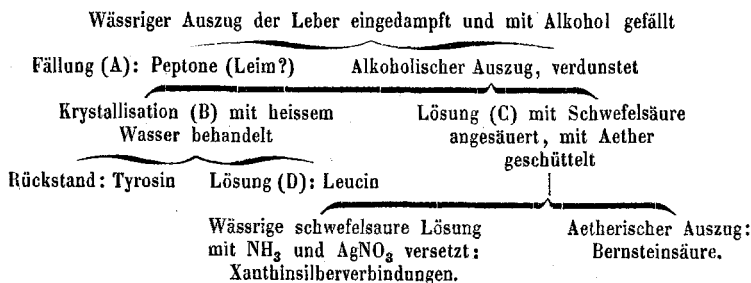 Wässriger Auszug der Leber eingedampft und mit Alkohol gefällt
Fällung (A): Peptone (Leim?)
Alkoholischer Auszug, verdunstet
Krystallisation (B) mit heissem
Wasser behandelt
Lösung (C) mit Schwefelsäure
angesäuert, mit Aether
geschüttelt
Rückstand: Tyrosin
Lösung (D): Leucin
Wässrige schwefelsaure Lösung
mit NH₃ und AgNO₃ versetzt:
Xanthinsilberverbindungen.
Aetherischer Auszug:
Bernsteinsäure.